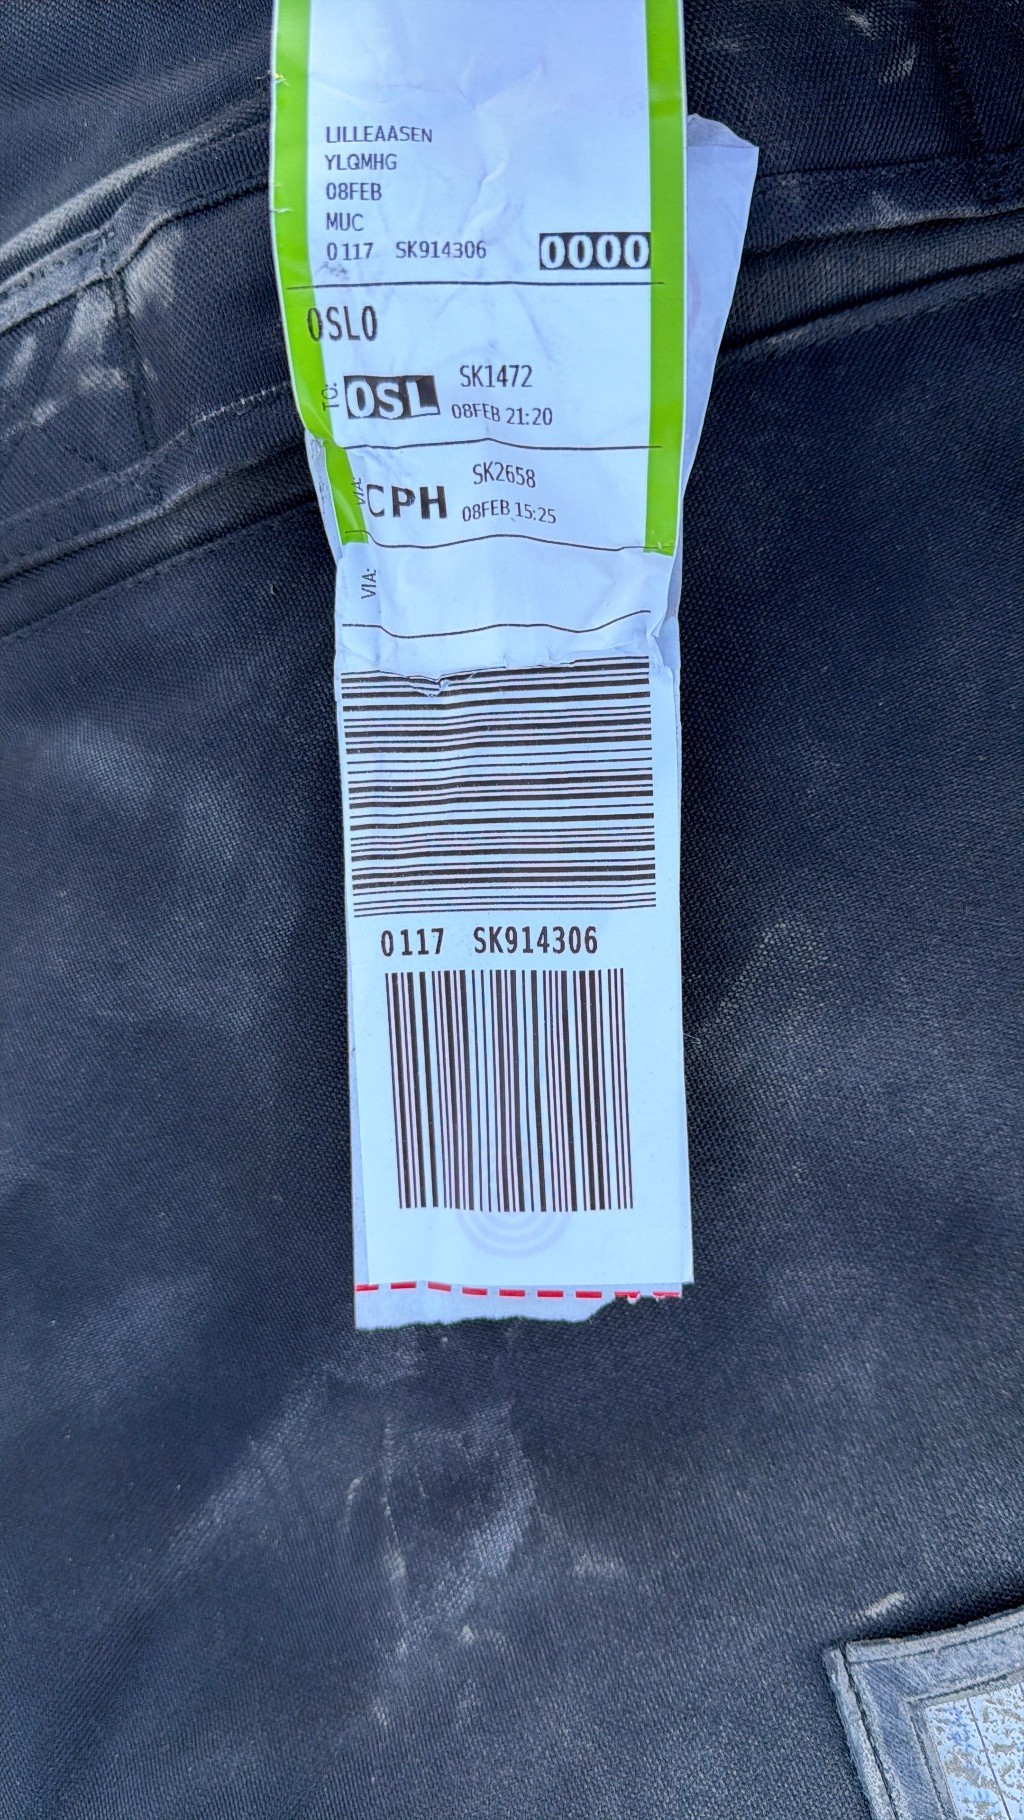 LILLEAASEN
YLQMHG
08FEB
MUC
0117 SK914306 0000
OSLO
TO: OSL SK1472
08FEB 21:20
VIA: CPH SK2658
08FEB 15:25
VIA:
0117 SK914306